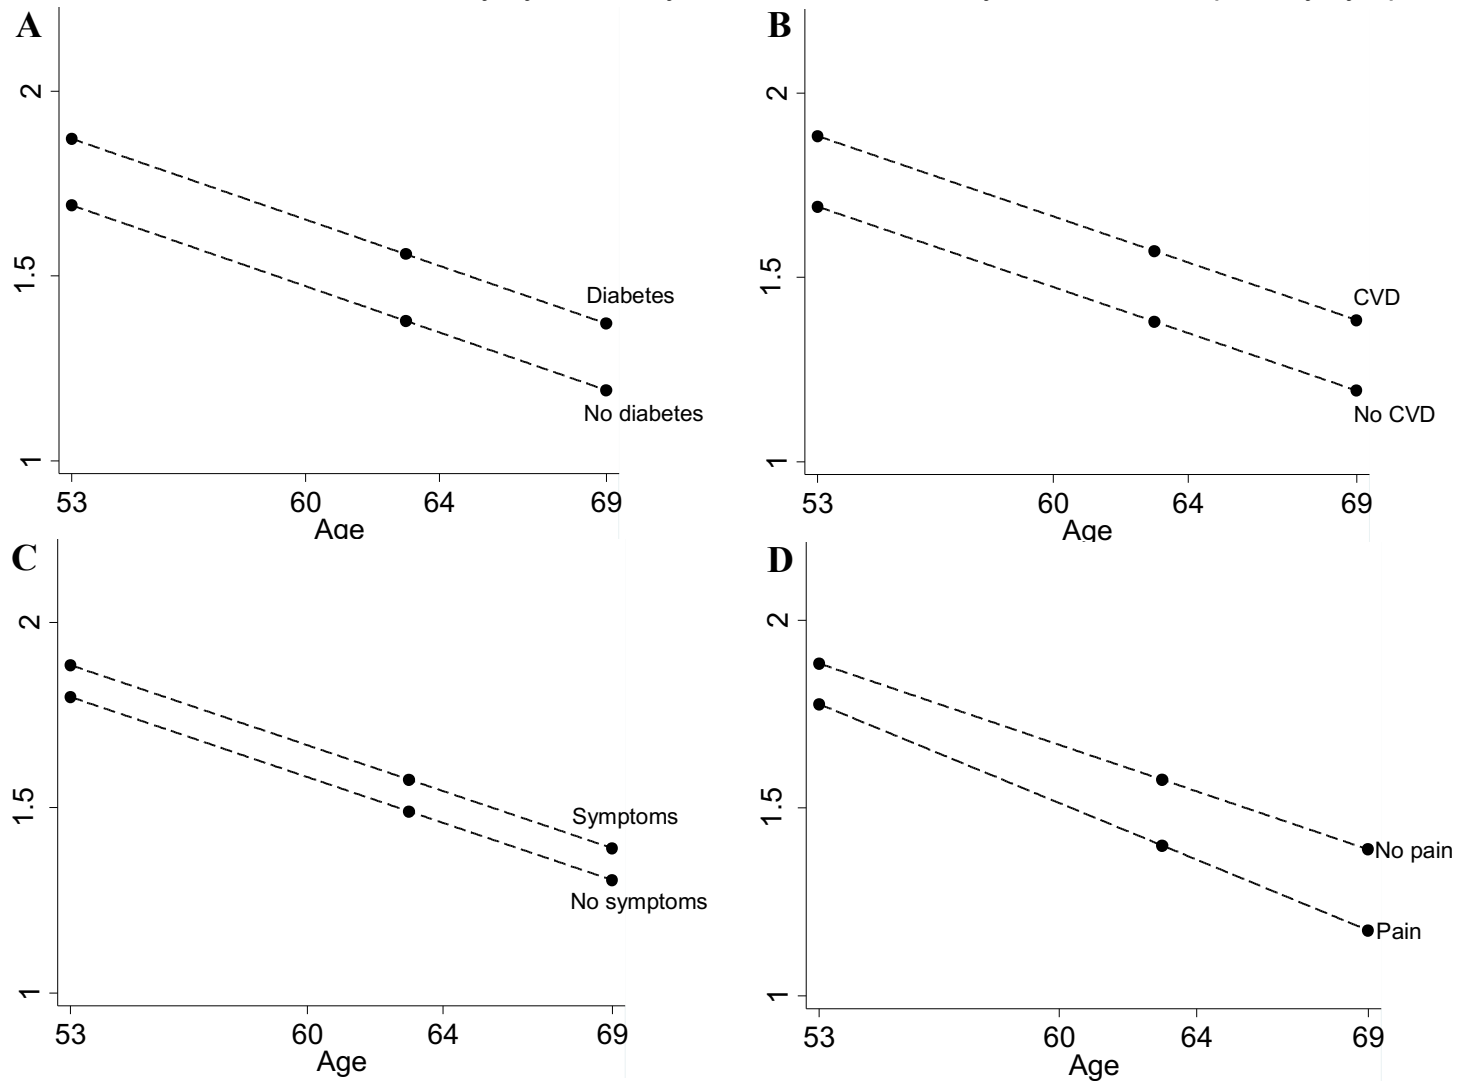 A
2
1.5
1
Diabetes
No diabetes
53 60 64 69
Age
B
2
1.5
1
CVD
No CVD
53 60 64 69
Age
C
2
1.5
1
Symptoms
No symptoms
53 60 64 69
Age
D
2
1.5
1
No pain
Pain
53 60 64 69
Age